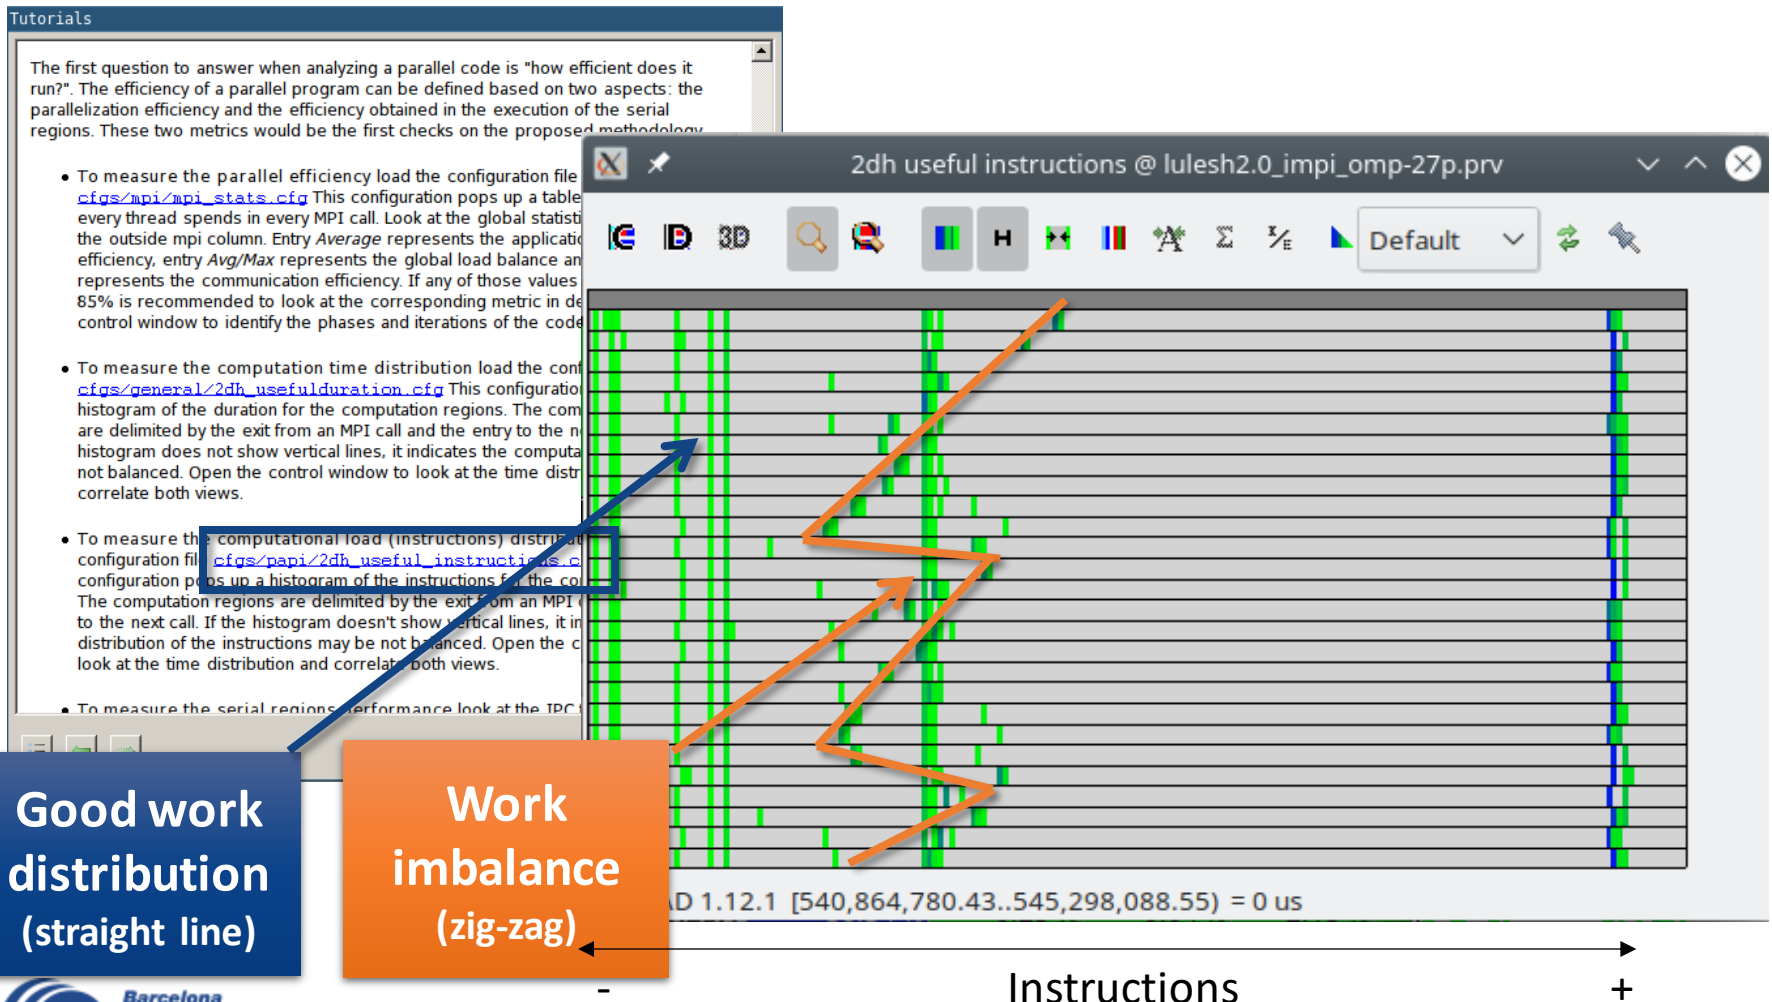 Tutorials
The first question to answer when analyzing a parallel code is "how efficient does it
run?". The efficiency of a parallel program can be defined based on two aspects: the
parallelization efficiency and the efficiency obtained in the execution of the serial
regions. These two metrics would be the first checks on the proposed methodology
• To measure the parallel efficiency load the configuration file
cfgs/mpi/mpi_stats.cfg This configuration pops up a table
every thread spends in every MPI call. Look at the global statisti
the outside mpi column. Entry Average represents the applicatio
efficiency, entry Avg/Max represents the global load balance an
represents the communication efficiency. If any of those values
85% is recommended to look at the corresponding metric in de
control window to identify the phases and iterations of the code
• To measure the computation time distribution load the conf
cfgs/general/2dh_usefulduration.cfg This configuration
histogram of the duration for the computation regions. The com
are delimited by the exit from an MPI call and the entry to the n
histogram does not show vertical lines, it indicates the computa
not balanced. Open the control window to look at the time distr
correlate both views.
• To measure the computational load (instructions) distribut
configuration fil cfgs/papi/2dh_useful_instructions.c
configuration pops up a histogram of the instructions for the co
The computation regions are delimited by the exit from an MPI
to the next call. If the histogram doesn't show vertical lines, it in
distribution of the instructions may be not balanced. Open the c
look at the time distribution and correlate both views.
• To measure the serial regions performance look at the IPC
2dh useful instructions @ lulesh2.0_impi_omp-27p.prv
3D
H
Σ
Default
AD 1.12.1 [540,864,780.43..545,298,088.55) = 0 us
Good work
distribution
(straight line)
Work
imbalance
(zig-zag)
- Instructions +
Barcelona